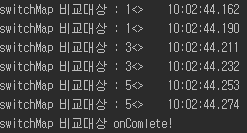 switchMap 비교대상 : 1<>    10:02:44.162
switchMap 비교대상 : 1<>    10:02:44.190
switchMap 비교대상 : 3<>    10:02:44.211
switchMap 비교대상 : 3<>    10:02:44.232
switchMap 비교대상 : 5<>    10:02:44.253
switchMap 비교대상 : 5<>    10:02:44.274
switchMap 비교대상 onComlete!